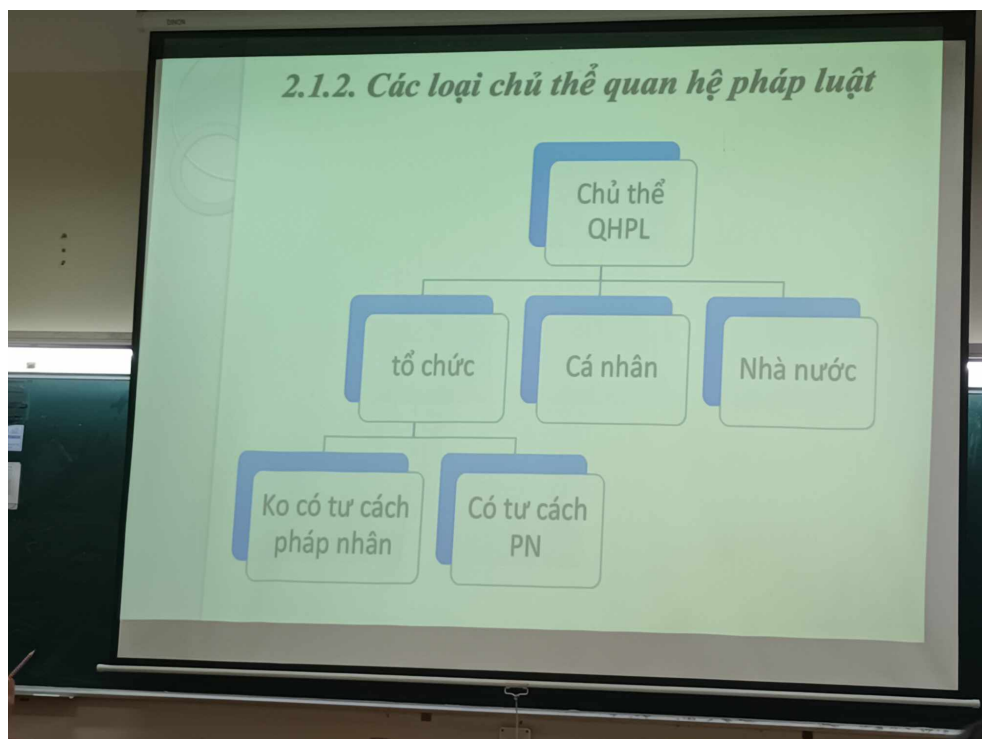 2.1.2. Các loại chủ thể quan hệ pháp luật
Chủ thể
QHPL
tổ chức
Cá nhân
Nhà nước
Ko có tư cách
pháp nhân
Có tư cách
PN